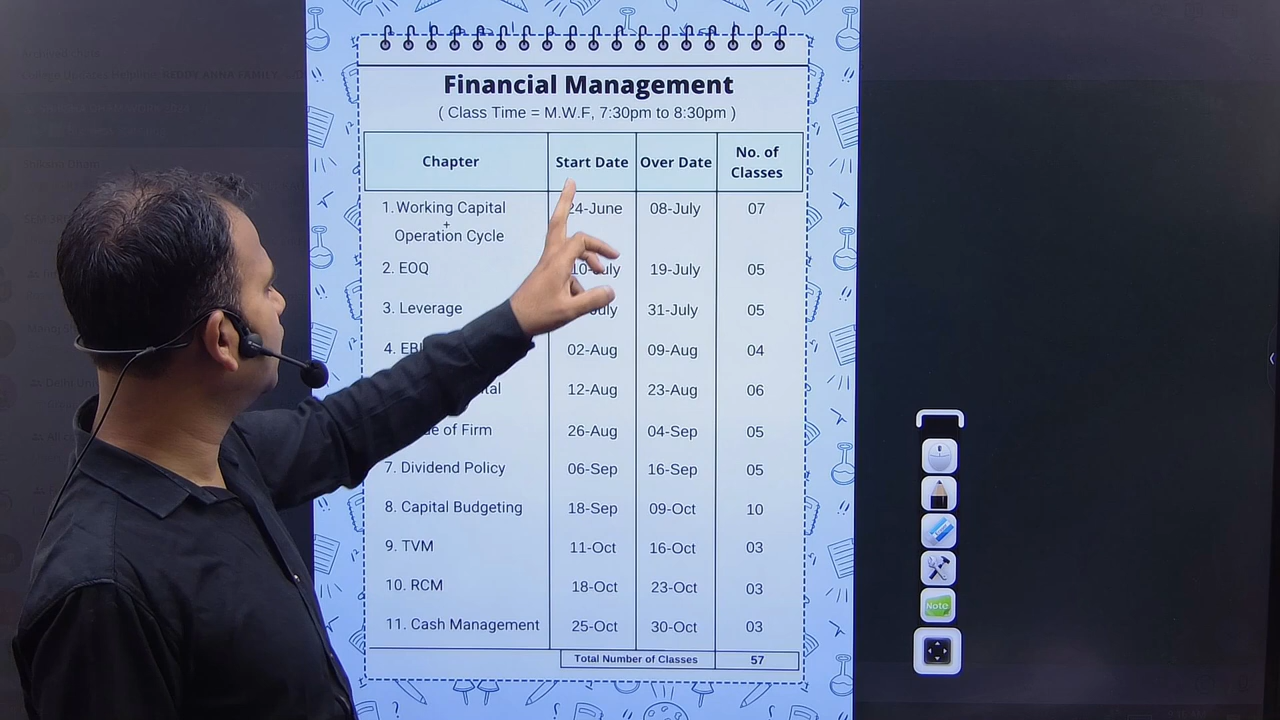 Financial Management
( Class Time = M.W.F, 7:30pm to 8:30pm )
Chapter Start Date Over Date No. of Classes
1. Working Capital + Operation Cycle 24-June 08-July 07
2. EOQ 10-July 19-July 05
3. Leverage July 31-July 05
4. 02-Aug 09-Aug 04
12-Aug 23-Aug 06
of Firm 26-Aug 04-Sep 05
7. Dividend Policy 06-Sep 16-Sep 05
8. Capital Budgeting 18-Sep 09-Oct 10
9. TVM 11-Oct 16-Oct 03
10. RCM 18-Oct 23-Oct 03
11. Cash Management 25-Oct 30-Oct 03
Total Number of Classes 57
Note